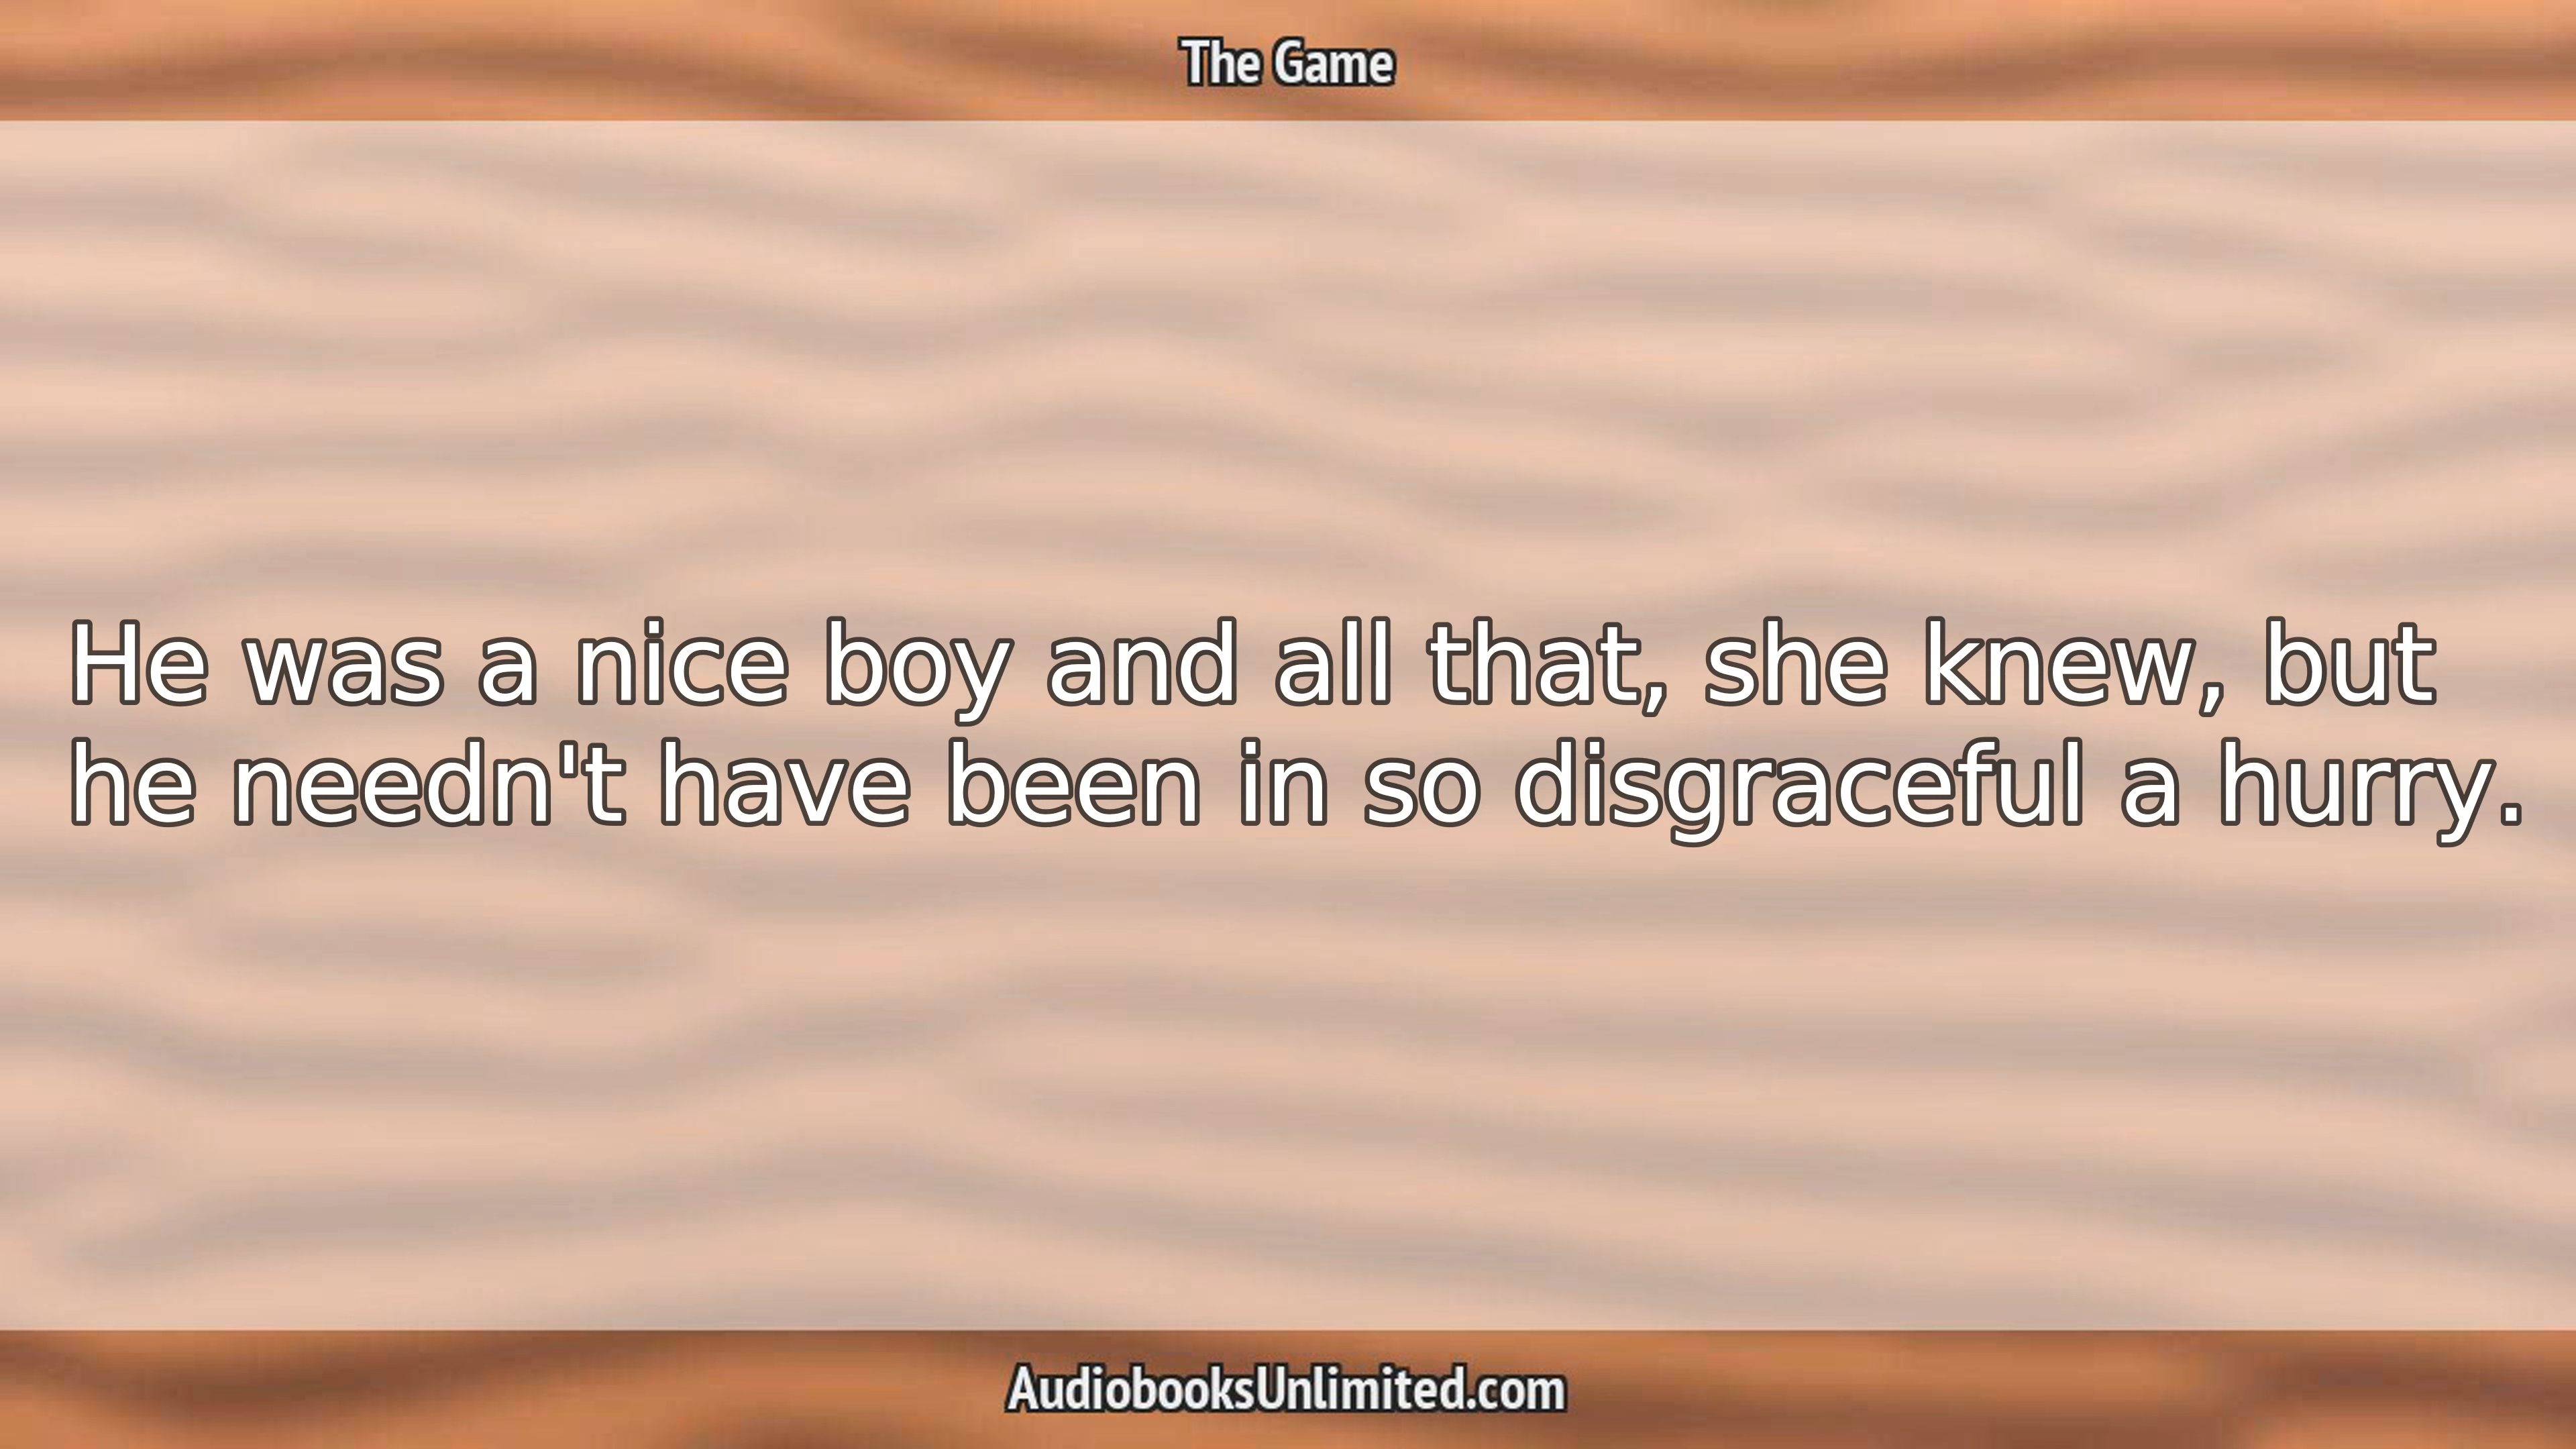 The Game
He was a nice boy and all that, she knew, but
he needn't have been in so disgraceful a hurry.
AudiobooksUnlimited.com